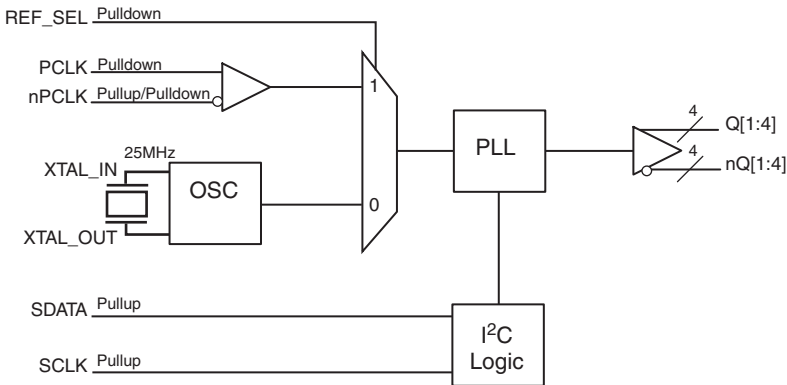 REF_SEL Pulldown
PCLK Pulldown
nPCLK Pullup/Pulldown
1
4
Q[1:4]
PLL
4
nQ[1:4]
25MHz
XTAL_IN
OSC
0
XTAL_OUT
SDATA Pullup
I²C
Logic
SCLK Pullup